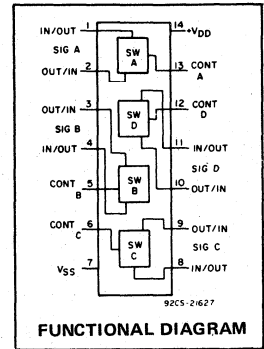 IN/OUT 1
SIG A
OUT/IN 2
OUT/IN 3
SIG B
IN/OUT 4
CONT B 5
CONT C 6
VSS 7
SW A
SW D
SW B
SW C
14 +VDD
13 CONT A
12 CONT D
11 IN/OUT
SIG D
10 OUT/IN
9 OUT/IN
SIG C
8 IN/OUT
92CS-21627
FUNCTIONAL DIAGRAM